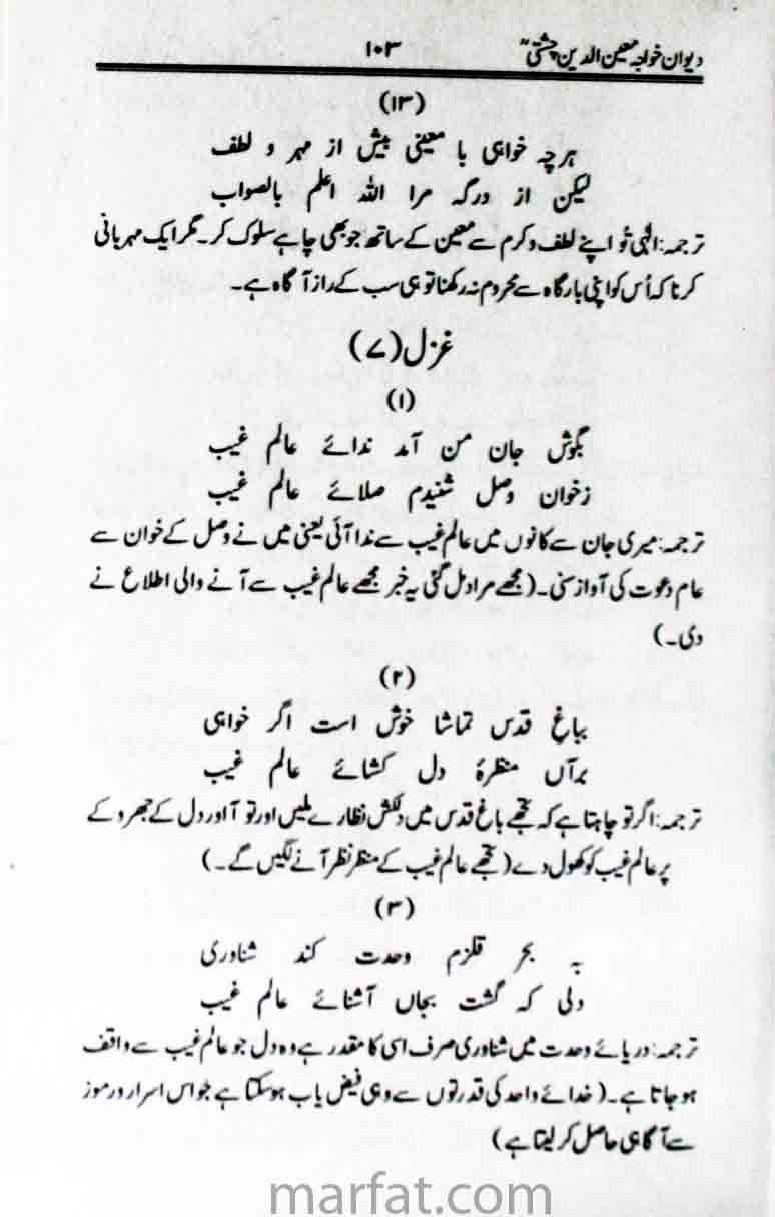 دیوان خواجہ معین الدین چشتیؒ
۱۰۳
(۱۳)
ہر چہ خواہی با معینی بیش از مہر و لطف
لیکن از درگہ مرا اللہ اعلم بالصواب
ترجمہ: الٰہی تُو اپنے لطف و کرم سے معین کے ساتھ جو بھی چاہے سلوک کر۔ مگر ایک مہربانی
کرنا کہ اُس کو اپنی بارگاہ سے محروم نہ رکھنا تو ہی سب کے راز آگاہ ہے۔
غزل (۷)
(۱)
بگوش جان من آمد ندائے عالم غیب
زخوان وصل شنیدم صلائے عالم غیب
ترجمہ: میری جان سے کانوں میں عالم غیب سے ندا آئی یعنی میں نے وصل کے خوان سے
عام دعوت کی آواز سنی۔ (مجھے مراد مل گئی یہ خبر مجھے عالم غیب سے آنے والی اطلاع نے
دی۔)
(۲)
بباغ قدس تماشا خوش است اگر خواہی
برآں منظرۂ دل کشائے عالم غیب
ترجمہ: اگر تو چاہتا ہے کہ تجھے باغ قدس میں دلکش نظارے ملیں اور تو آ اور دل کے جھروکے
پر عالم غیب کو کھول دے (تجھے عالم غیب کے منظر نظر آنے لگیں گے۔)
(۳)
بہ بحر قلزم وحدت کند شناوری
دلی کہ گشت بجاں آشنائے عالم غیب
ترجمہ: دریائے وحدت میں شناوری صرف اسی کا مقدر ہے وہ دل جو عالم غیب سے واقف
ہو جاتا ہے۔ (خدائے واحد کی قدرتوں سے وہی فیض یاب ہو سکتا ہے جو اس اسرار و رموز
سے آگاہی حاصل کر لیتا ہے)
marfat.com